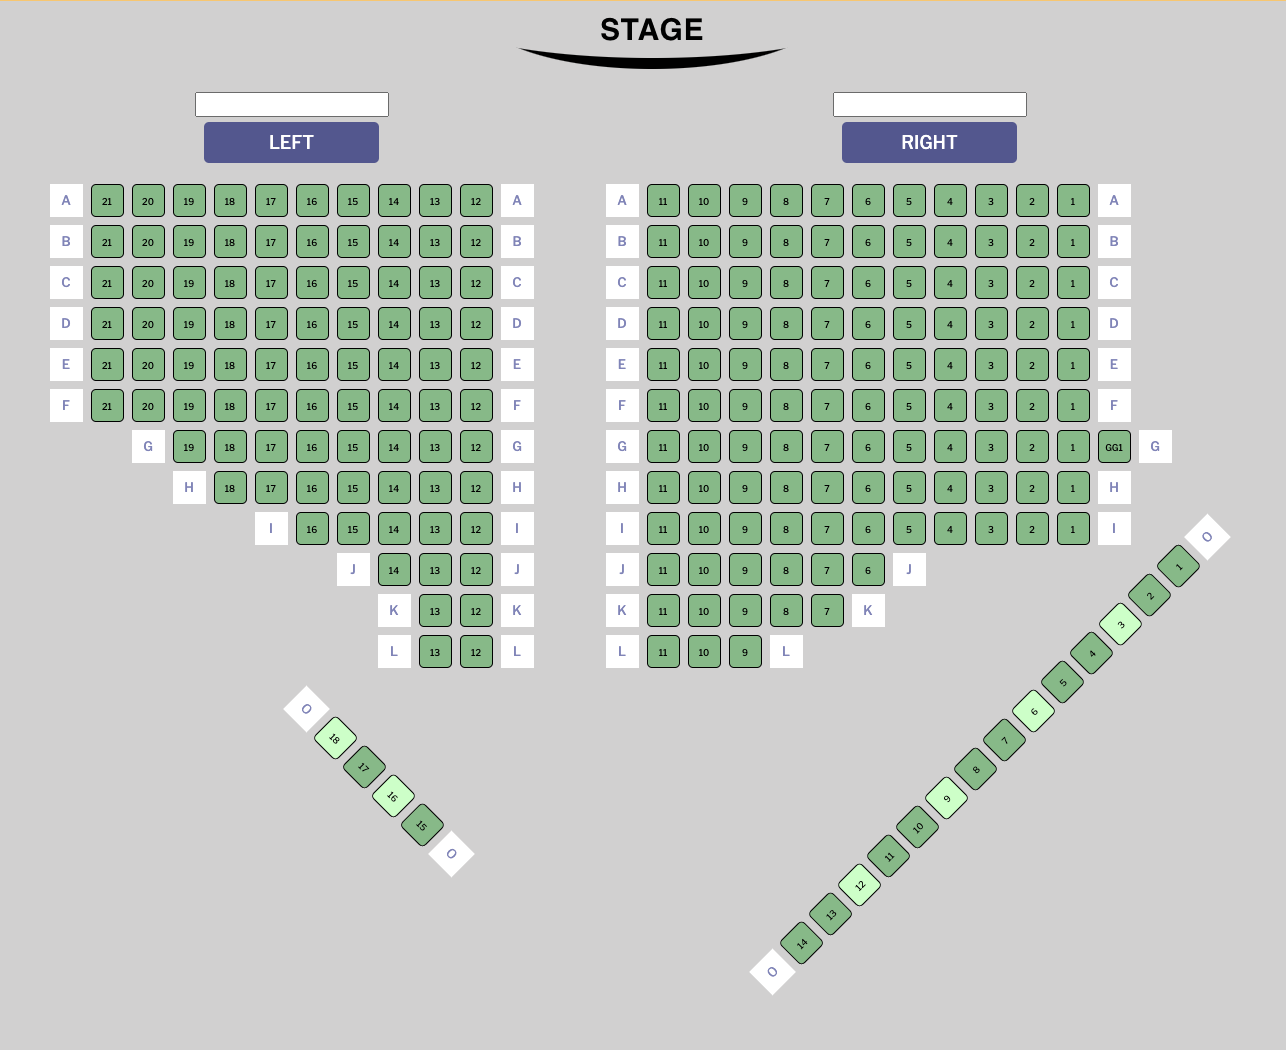 STAGE
LEFT RIGHT
A 21 20 19 18 17 16 15 14 13 12 A A 11 10 9 8 7 6 5 4 3 2 1 A
B 21 20 19 18 17 16 15 14 13 12 B B 11 10 9 8 7 6 5 4 3 2 1 B
C 21 20 19 18 17 16 15 14 13 12 C C 11 10 9 8 7 6 5 4 3 2 1 C
D 21 20 19 18 17 16 15 14 13 12 D D 11 10 9 8 7 6 5 4 3 2 1 D
E 21 20 19 18 17 16 15 14 13 12 E E 11 10 9 8 7 6 5 4 3 2 1 E
F 21 20 19 18 17 16 15 14 13 12 F F 11 10 9 8 7 6 5 4 3 2 1 F
G 19 18 17 16 15 14 13 12 G G 11 10 9 8 7 6 5 4 3 2 1 GG1 G
H 18 17 16 15 14 13 12 H H 11 10 9 8 7 6 5 4 3 2 1 H
I 16 15 14 13 12 I I 11 10 9 8 7 6 5 4 3 2 1 I
J 14 13 12 J J 11 10 9 8 7 6 J
K 13 12 K K 11 10 9 8 7 K
L 13 12 L L 11 10 9 L
O 18 17 16 15 O
O 14 13 12 11 10 9 8 7 6 5 4 3 2 1 O